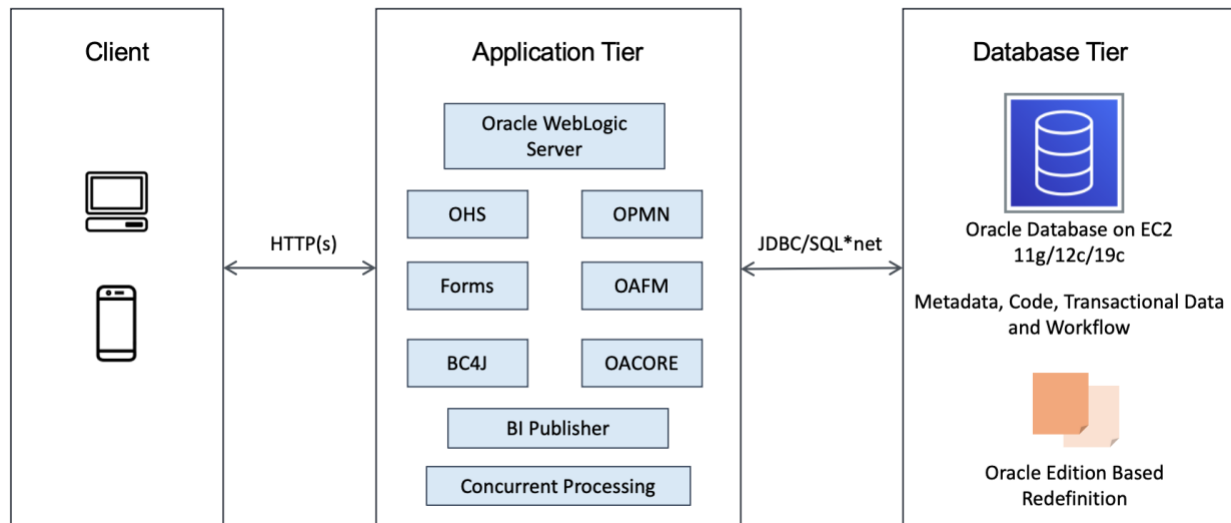 Client
HTTP(s)
Application Tier
Oracle WebLogic
Server
OHS
OPMN
Forms
OAFM
BC4J
OACORE
BI Publisher
Concurrent Processing
JDBC/SQL*net
Database Tier
Oracle Database on EC2
11g/12c/19c
Metadata, Code, Transactional Data
and Workflow
Oracle Edition Based
Redefinition